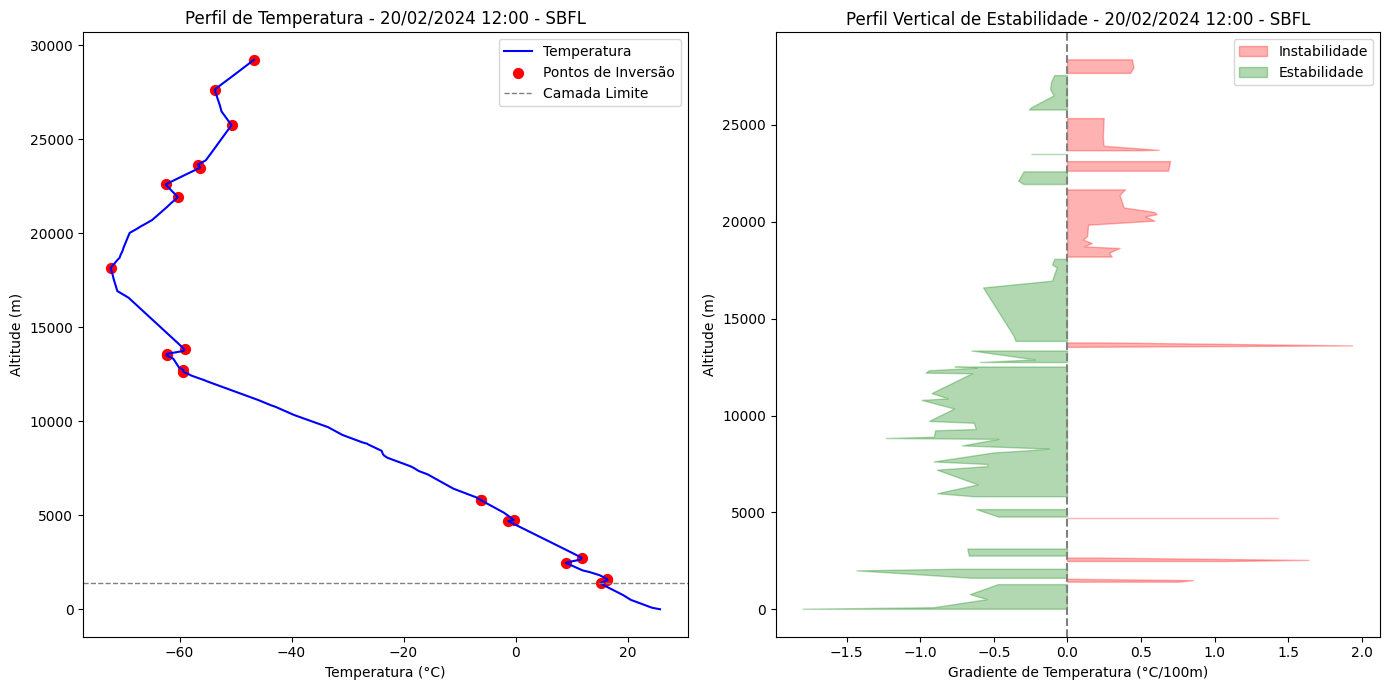 Perfil de Temperatura - 20/02/2024 12:00 - SBFL
30000
25000
20000
15000
10000
5000
0
Altitude (m)
−60
−40
−20
0
20
Temperatura (°C)
Temperatura
Pontos de Inversão
Camada Limite
Perfil Vertical de Estabilidade - 20/02/2024 12:00 - SBFL
25000
20000
15000
10000
5000
0
Altitude (m)
−1.5
−1.0
−0.5
0.0
0.5
1.0
1.5
2.0
Gradiente de Temperatura (°C/100m)
Instabilidade
Estabilidade